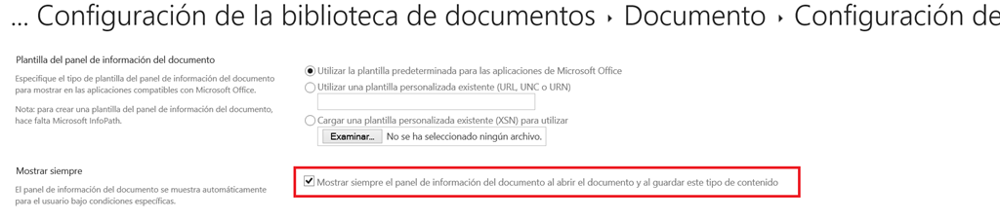 ... Configuración de la biblioteca de documentos ▸ Documento ▸ Configuración de
Plantilla del panel de información del documento
Especifique el tipo de plantilla del panel de información del documento
para mostrar en las aplicaciones compatibles con Microsoft Office.
Nota: para crear una plantilla del panel de información del documento,
hace falta Microsoft InfoPath.
Utilizar la plantilla predeterminada para las aplicaciones de Microsoft Office
Utilizar una plantilla personalizada existente (URL, UNC o URN)
Cargar una plantilla personalizada existente (XSN) para utilizar
Examinar... No se ha seleccionado ningún archivo.
Mostrar siempre
El panel de información del documento se muestra automáticamente
para el usuario bajo condiciones específicas.
Mostrar siempre el panel de información del documento al abrir el documento y al guardar este tipo de contenido